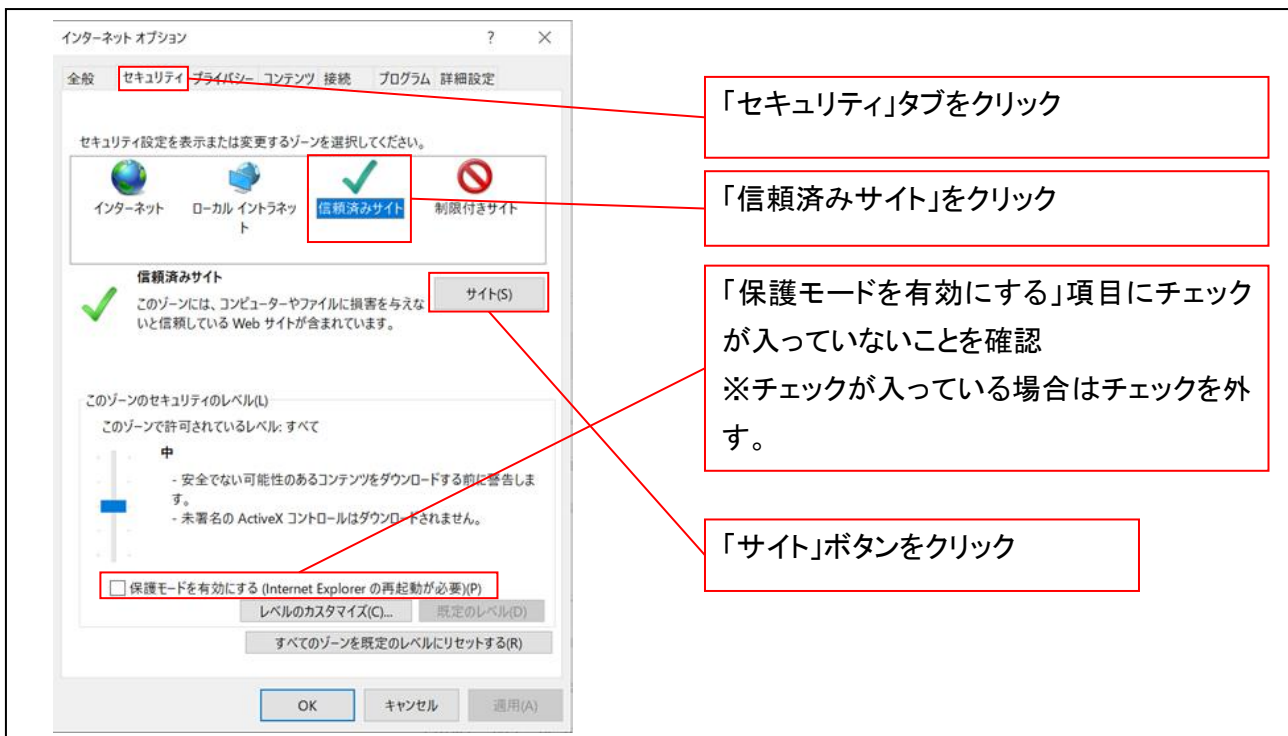 インターネット オプション ? ×
全般 セキュリティ プライバシー コンテンツ 接続 プログラム 詳細設定
セキュリティ設定を表示または変更するゾーンを選択してください。
インターネット ローカル イントラネッ 信頼済みサイト 制限付きサイト
ト
信頼済みサイト
サイト(S)
このゾーンには、コンピューターやファイルに損害を与えな
いと信頼している Web サイトが含まれています。
このゾーンのセキュリティのレベル(L)
このゾーンで許可されているレベル: すべて
中
- 安全でない可能性のあるコンテンツをダウンロードする前に警告しま
す。
- 未署名の ActiveX コントロールはダウンロードされません。
保護モードを有効にする (Internet Explorer の再起動が必要)(P)
レベルのカスタマイズ(C)... 既定のレベル(D)
すべてのゾーンを既定のレベルにリセットする(R)
OK キャンセル 適用(A)
「セキュリティ」タブをクリック
「信頼済みサイト」をクリック
「保護モードを有効にする」項目にチェック
が入っていないことを確認
※チェックが入っている場合はチェックを外
す。
「サイト」ボタンをクリック